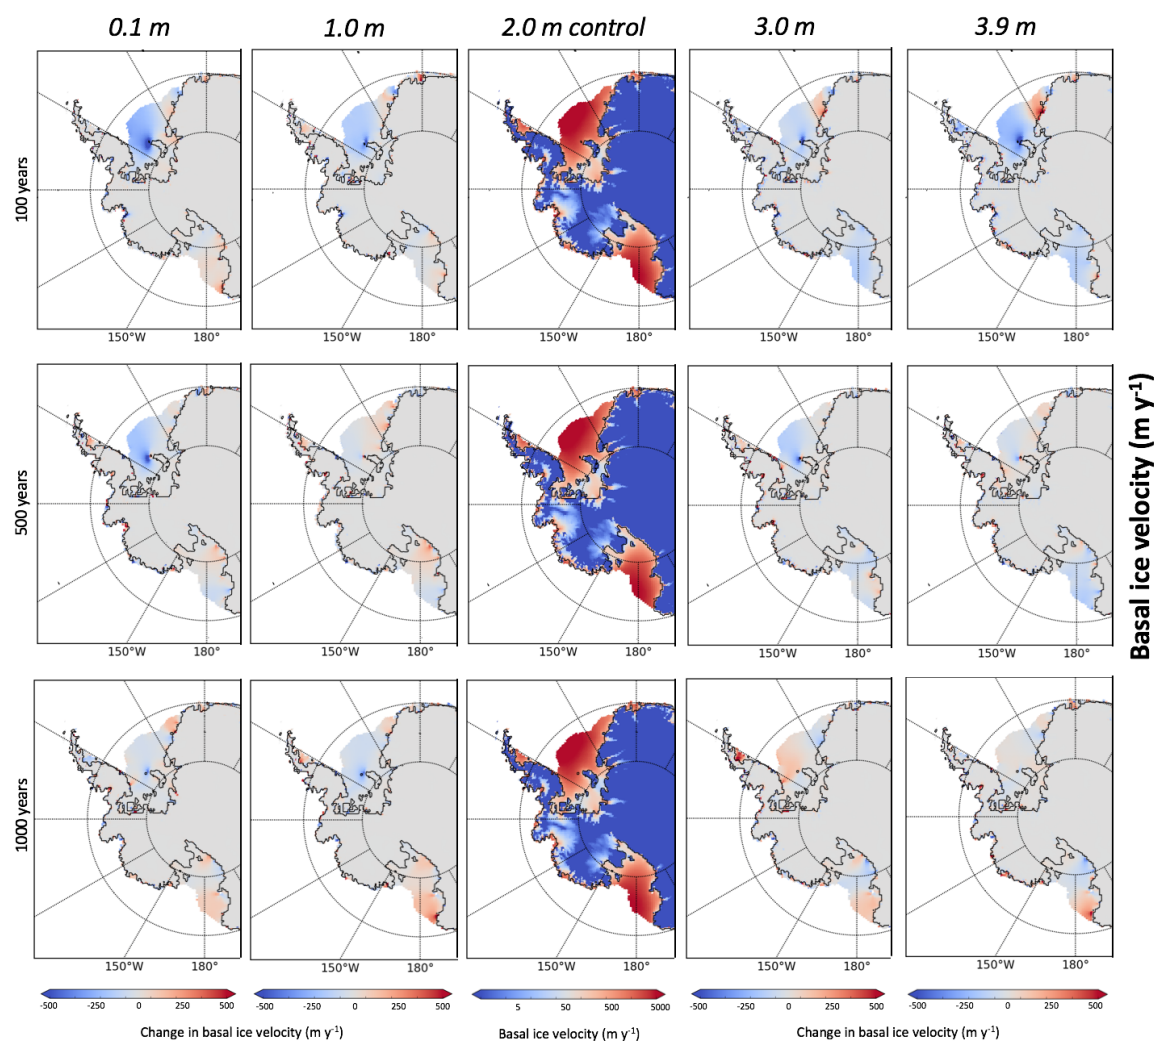 0.1 m 1.0 m 2.0 m control 3.0 m 3.9 m
100 years
150°W 180° 150°W 180° 150°W 180° 150°W 180° 150°W 180°
500 years
Basal ice velocity (m y-1)
150°W 180° 150°W 180° 150°W 180° 150°W 180° 150°W 180°
1000 years
150°W 180° 150°W 180° 150°W 180° 150°W 180° 150°W 180°
-500 -250 0 250 500 -500 -250 0 250 500 5 50 500 5000 -500 -250 0 250 500 -500 -250 0 250 500
Change in basal ice velocity (m y-1) Basal ice velocity (m y-1) Change in basal ice velocity (m y-1)